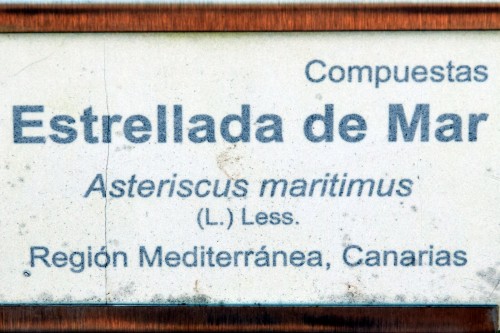 Compuestas
Estrellada de Mar
Asteriscus maritimus
(L.) Less.
Región Mediterránea, Canarias